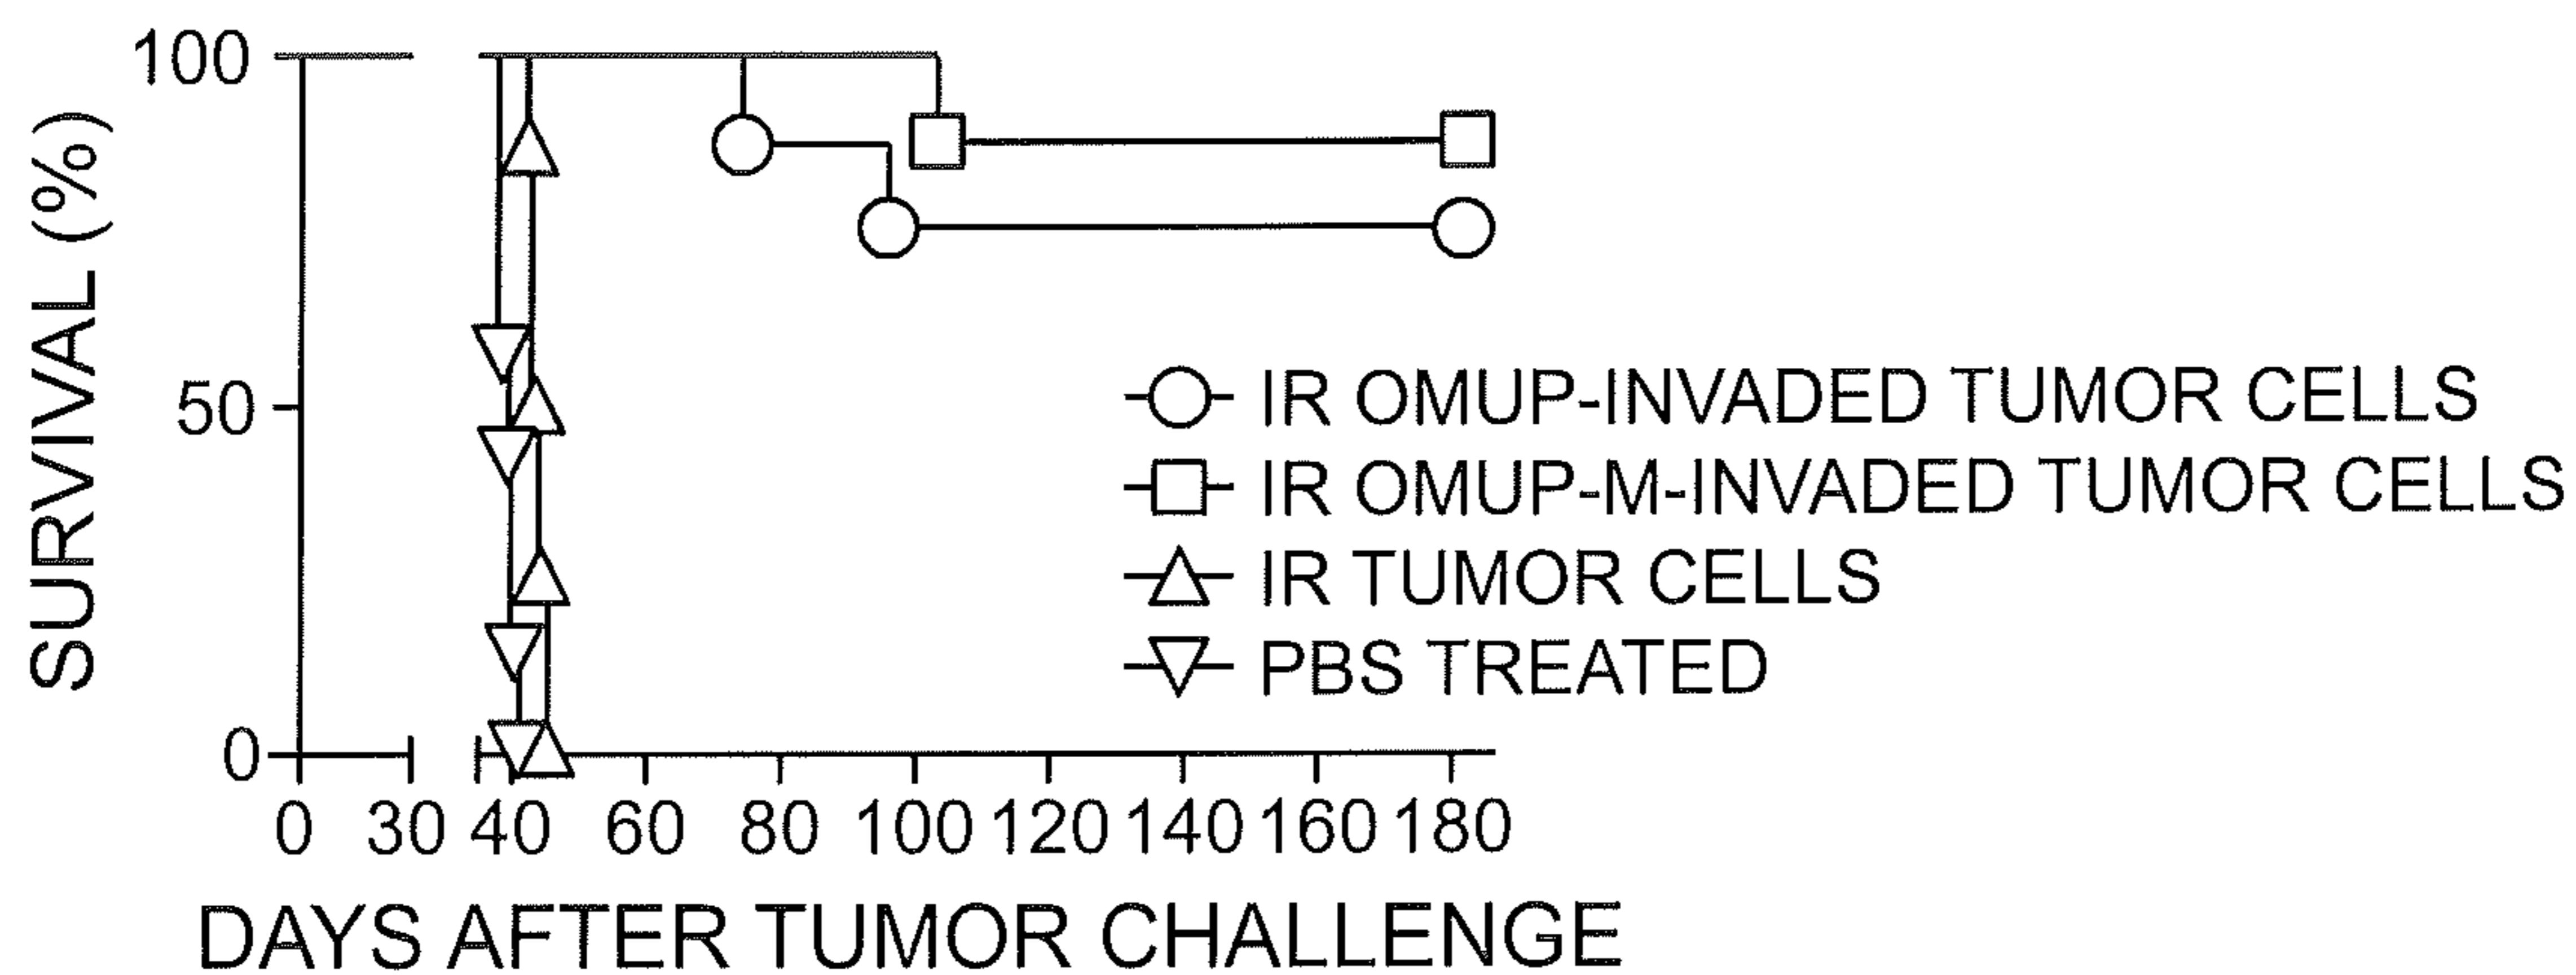 SURVIVAL (%)
100
50
0
0 30 40 60 80 100 120 140 160 180
DAYS AFTER TUMOR CHALLENGE
IR OMUP-INVADED TUMOR CELLS
IR OMUP-M-INVADED TUMOR CELLS
IR TUMOR CELLS
PBS TREATED